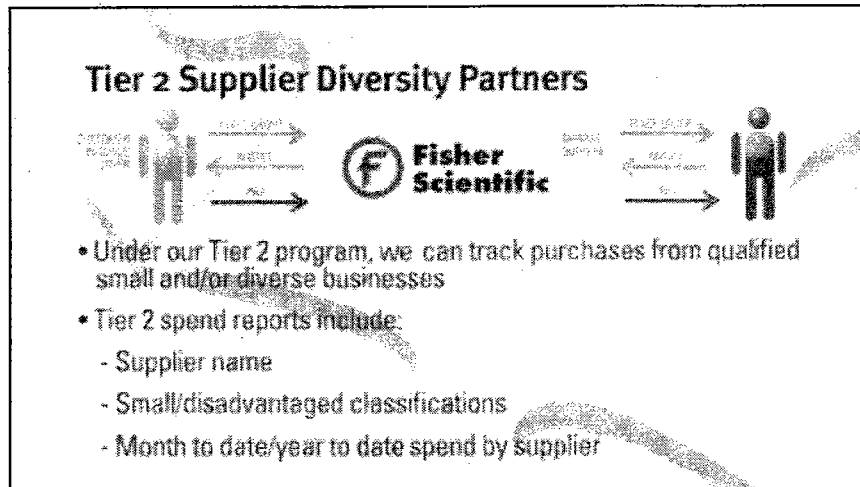 Tier 2 Supplier Diversity Partners
Fisher
Scientific
• Under our Tier 2 program, we can track purchases from qualified
small and/or diverse businesses
• Tier 2 spend reports include:
- Supplier name
- Small/disadvantaged classifications
- Month to date/year to date spend by supplier